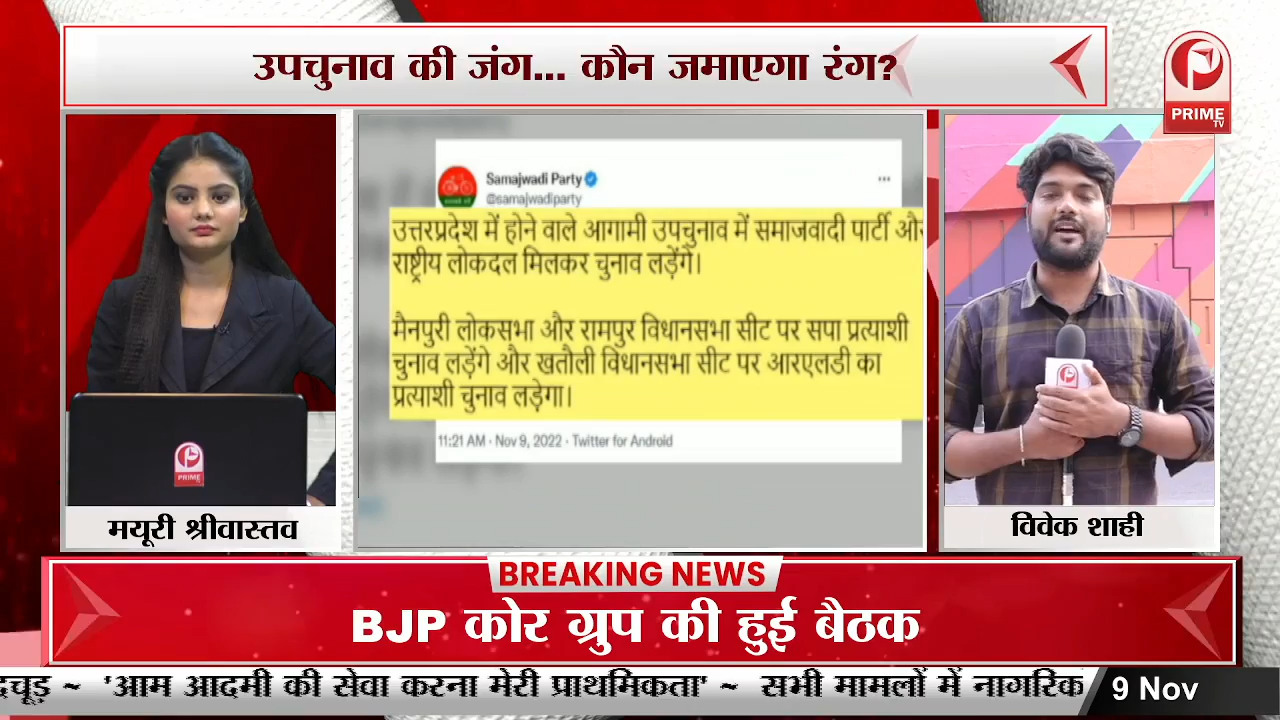 उपचुनाव की जंग... कौन जमाएगा रंग?
PRIME
TV
Samajwadi Party
@samajwadiparty
उत्तरप्रदेश में होने वाले आगामी उपचुनाव में समाजवादी पार्टी और
राष्ट्रीय लोकदल मिलकर चुनाव लड़ेंगे।
मैनपुरी लोकसभा और रामपुर विधानसभा सीट पर सपा प्रत्याशी
चुनाव लड़ेंगे और खतौली विधानसभा सीट पर आरएलडी का
प्रत्याशी चुनाव लड़ेगा।
11:21 AM · Nov 9, 2022 · Twitter for Android
PRIME
मयूरी श्रीवास्तव
विवेक शाही
BREAKING NEWS
BJP कोर ग्रुप की हुई बैठक
~ 'आम आदमी की सेवा करना मेरी प्राथमिकता' ~ सभी मामलों में नागरिक
9 Nov